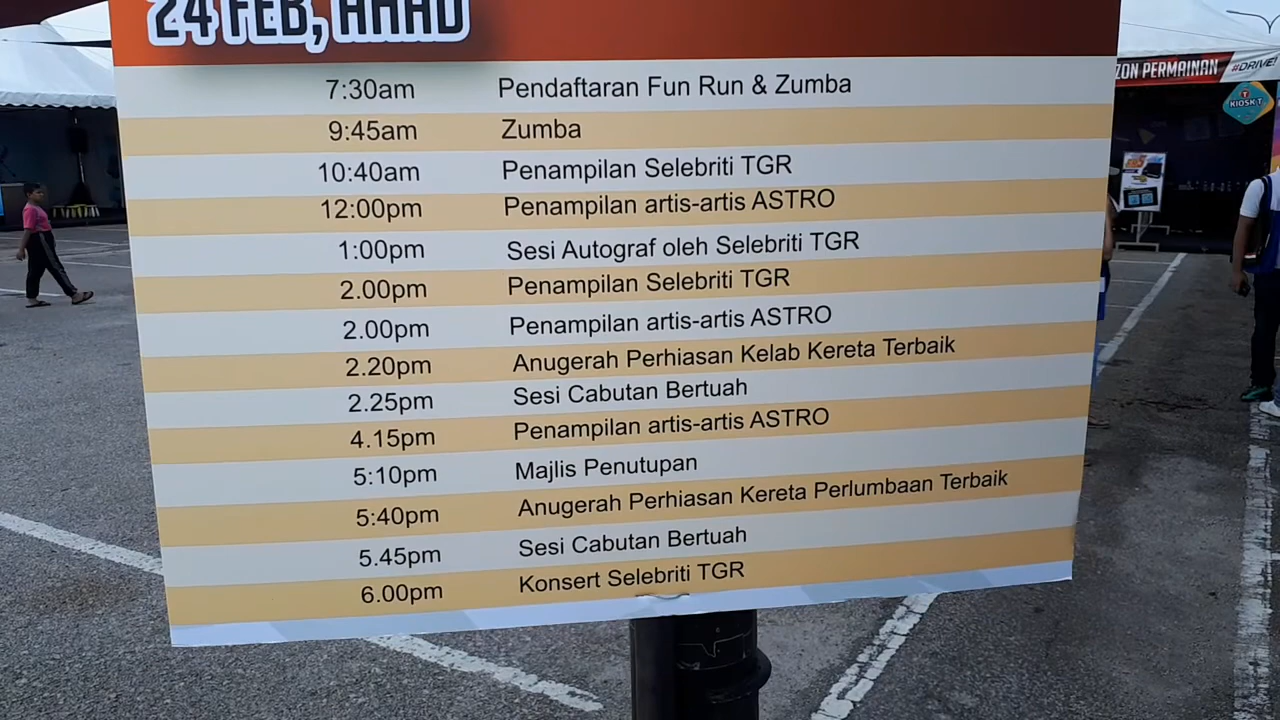 24 FEB, AHAD
7:30am Pendaftaran Fun Run & Zumba
9:45am Zumba
10:40am Penampilan Selebriti TGR
12:00pm Penampilan artis-artis ASTRO
1:00pm Sesi Autograf oleh Selebriti TGR
2.00pm Penampilan Selebriti TGR
2.00pm Penampilan artis-artis ASTRO
2.20pm Anugerah Perhiasan Kelab Kereta Terbaik
2.25pm Sesi Cabutan Bertuah
4.15pm Penampilan artis-artis ASTRO
5:10pm Majlis Penutupan
5:40pm Anugerah Perhiasan Kereta Perlumbaan Terbaik
5.45pm Sesi Cabutan Bertuah
6.00pm Konsert Selebriti TGR
ZON PERMAINAN
#DRIVE!
KIOSK T